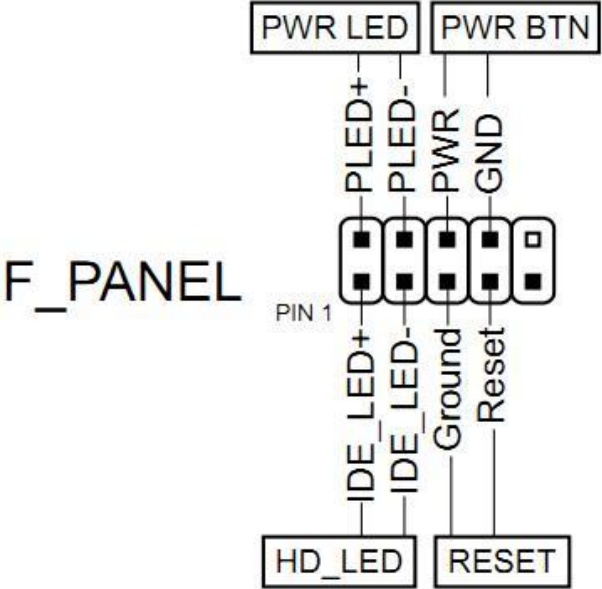 PWR LED
PWR BTN
PLED+
PLED-
PWR
GND
F_PANEL
PIN 1
IDE_LED+
IDE_LED-
Ground
Reset
HD_LED
RESET